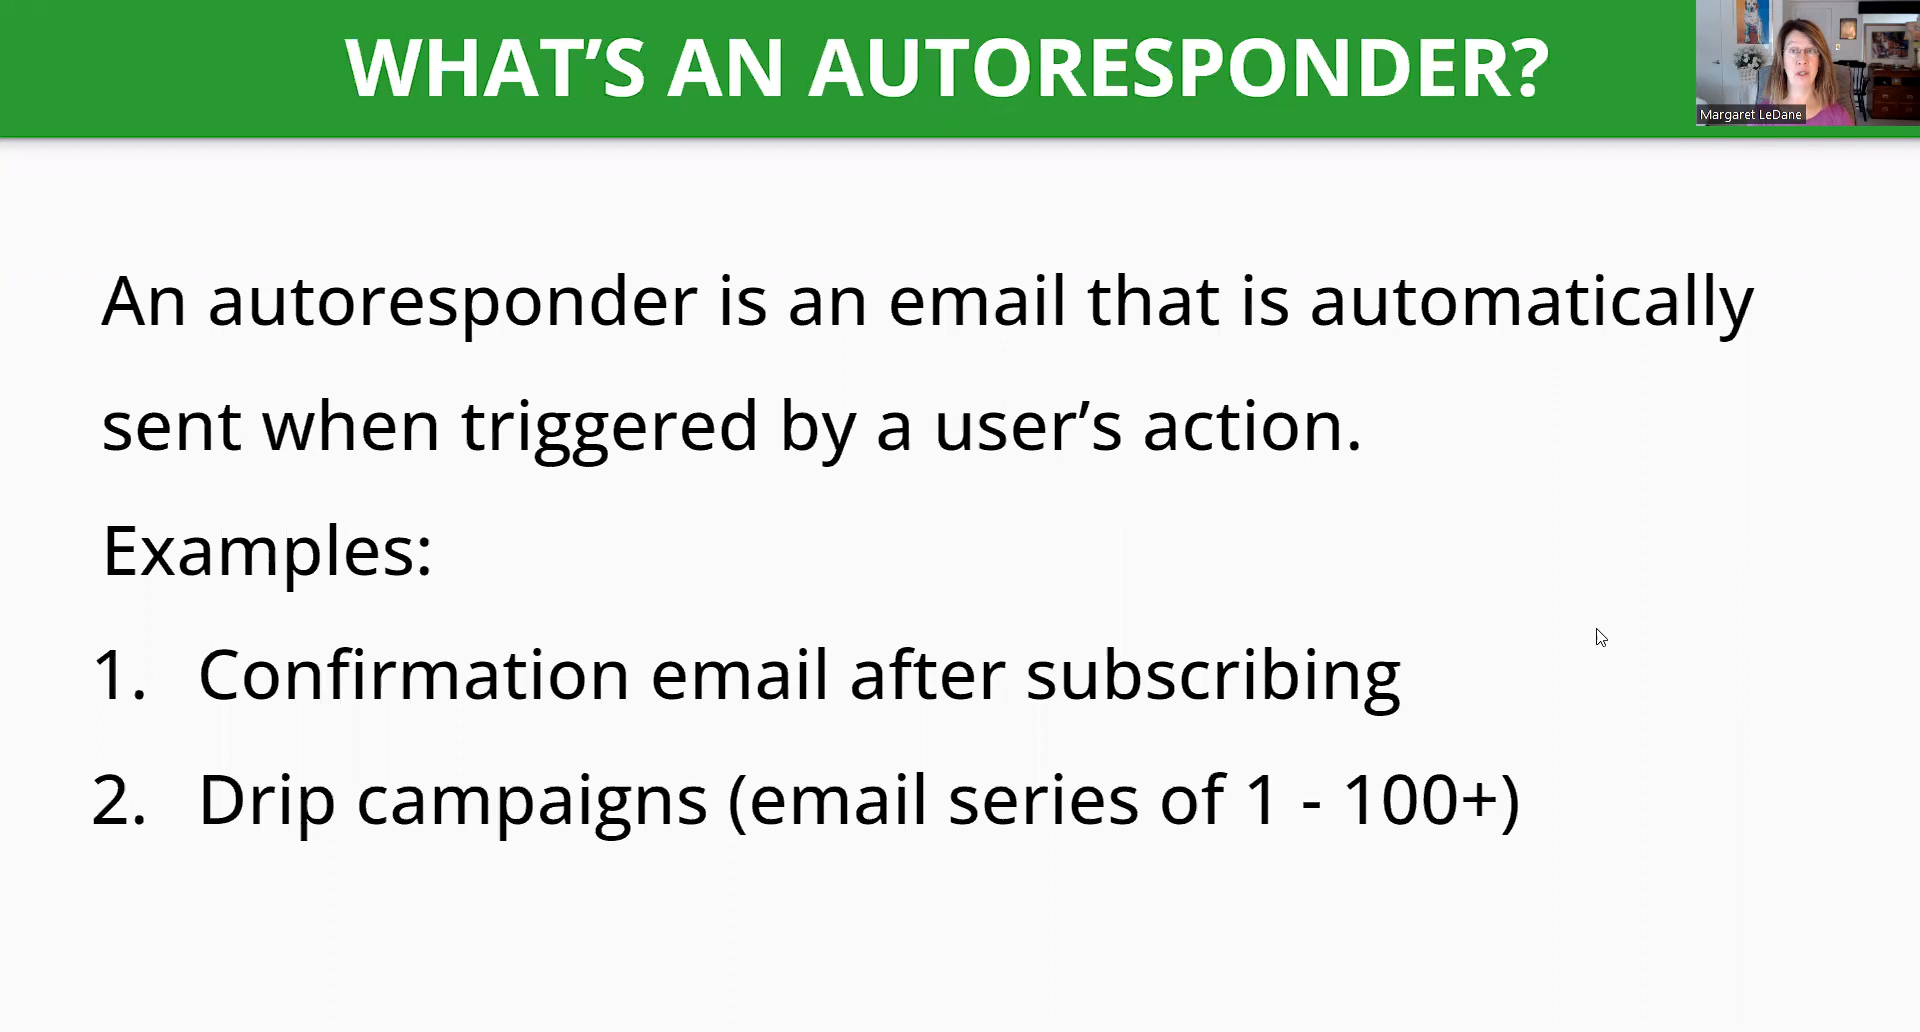 WHAT’S AN AUTORESPONDER?
Margaret LeDane
An autoresponder is an email that is automatically
sent when triggered by a user’s action.
Examples:
1. Confirmation email after subscribing
2. Drip campaigns (email series of 1 - 100+)